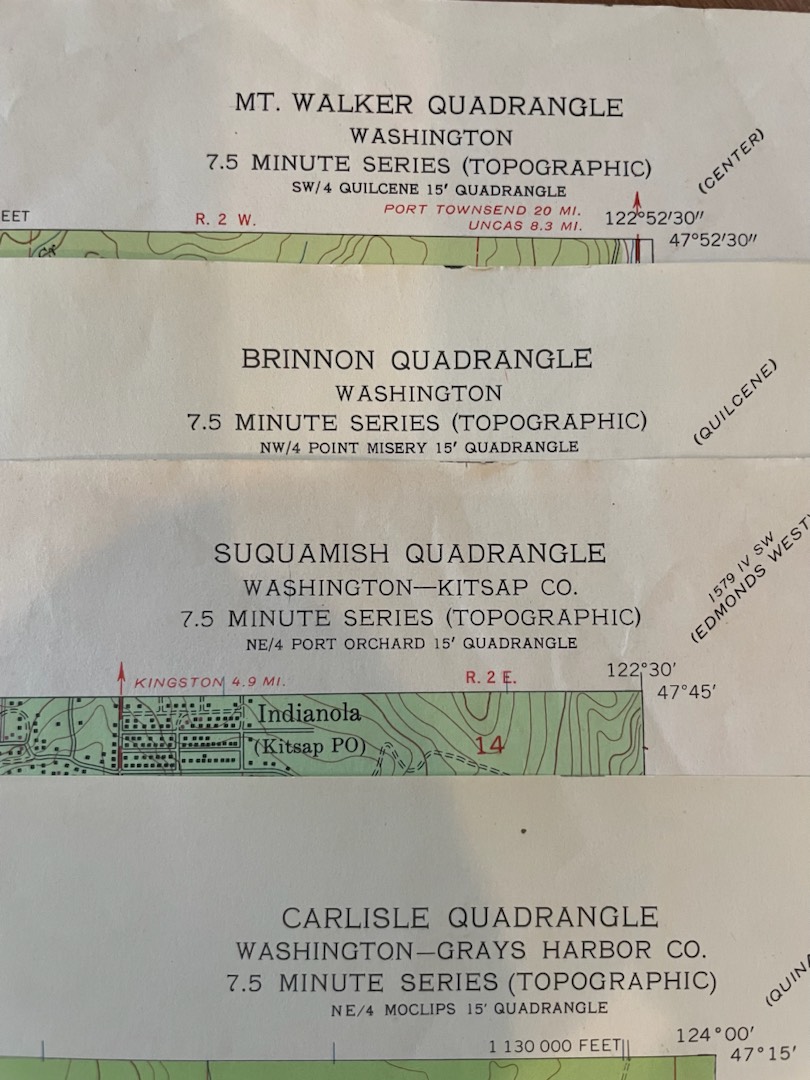 MT. WALKER QUADRANGLE
WASHINGTON
7.5 MINUTE SERIES (TOPOGRAPHIC)
SW/4 QUILCENE 15′ QUADRANGLE
(CENTER)
EET
R. 2 W.
PORT TOWNSEND 20 MI.
UNCAS 8.3 MI.
122°52′30″
47°52′30″
CR
BRINNON QUADRANGLE
WASHINGTON
7.5 MINUTE SERIES (TOPOGRAPHIC)
NW/4 POINT MISERY 15′ QUADRANGLE
(QUILCENE)
SUQUAMISH QUADRANGLE
WASHINGTON—KITSAP CO.
7.5 MINUTE SERIES (TOPOGRAPHIC)
NE/4 PORT ORCHARD 15′ QUADRANGLE
1579 IV SW
(EDMONDS WEST)
KINGSTON 4.9 MI.
R. 2 E.
122°30′
47°45′
Indianola
(Kitsap PO)
14
CARLISLE QUADRANGLE
WASHINGTON—GRAYS HARBOR CO.
7.5 MINUTE SERIES (TOPOGRAPHIC)
NE/4 MOCLIPS 15′ QUADRANGLE
(QUINA
1 130 000 FEET
124°00′
47°15′